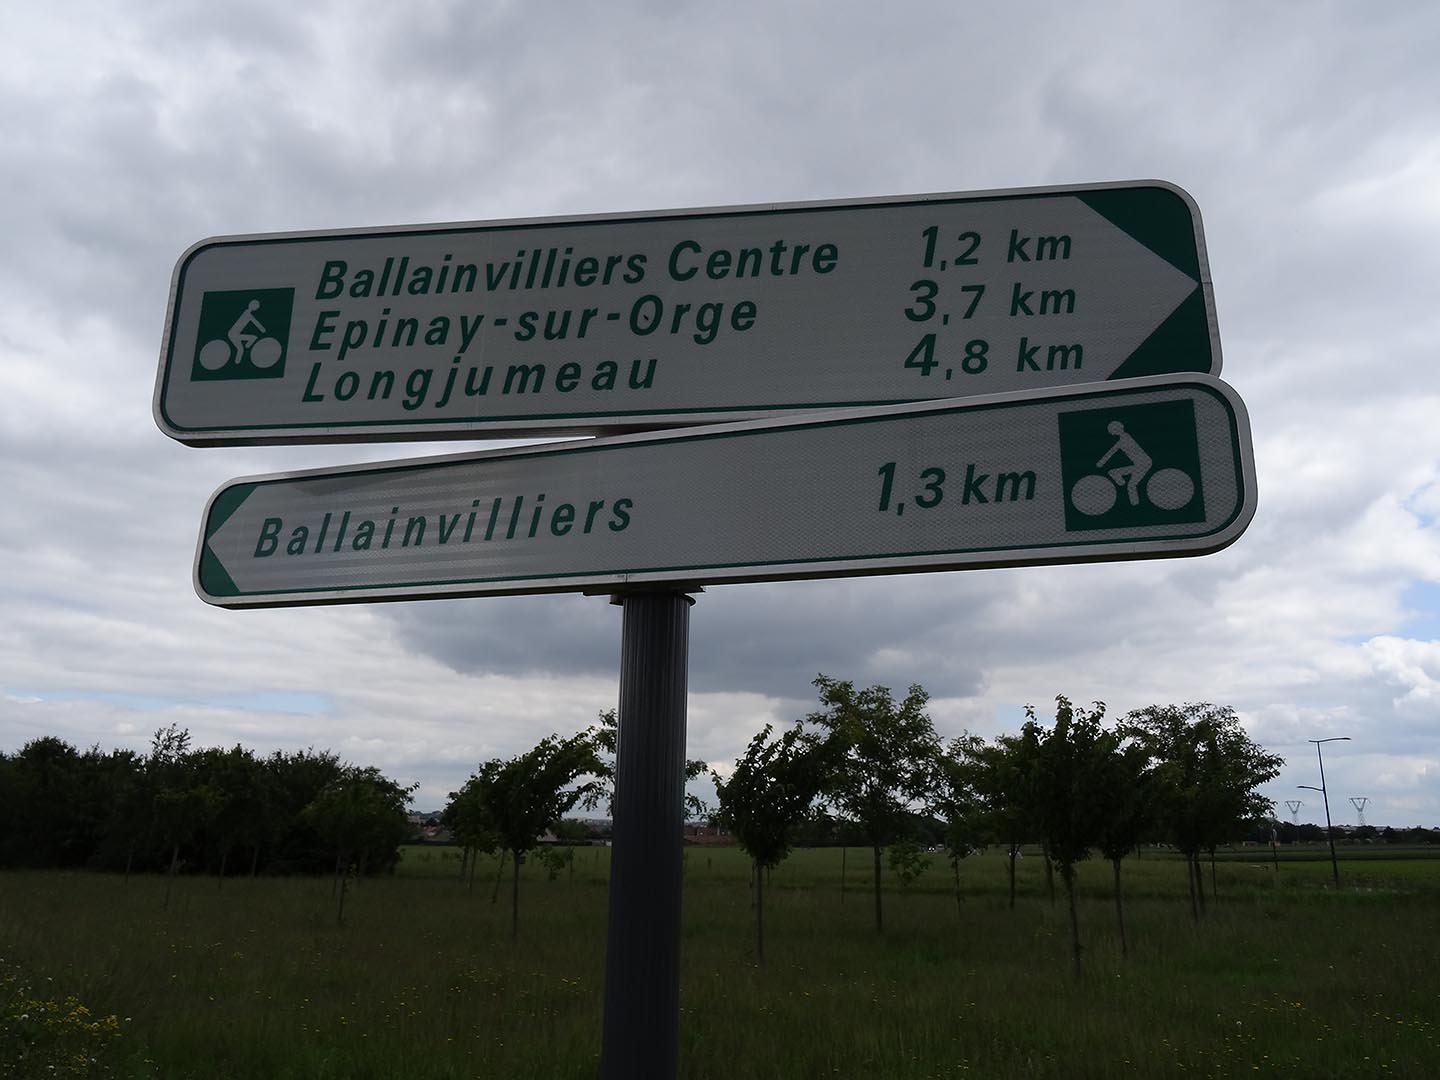 Ballainvilliers Centre 1,2 km
Epinay-sur-Orge 3,7 km
Longjumeau 4,8 km
Ballainvilliers 1,3 km